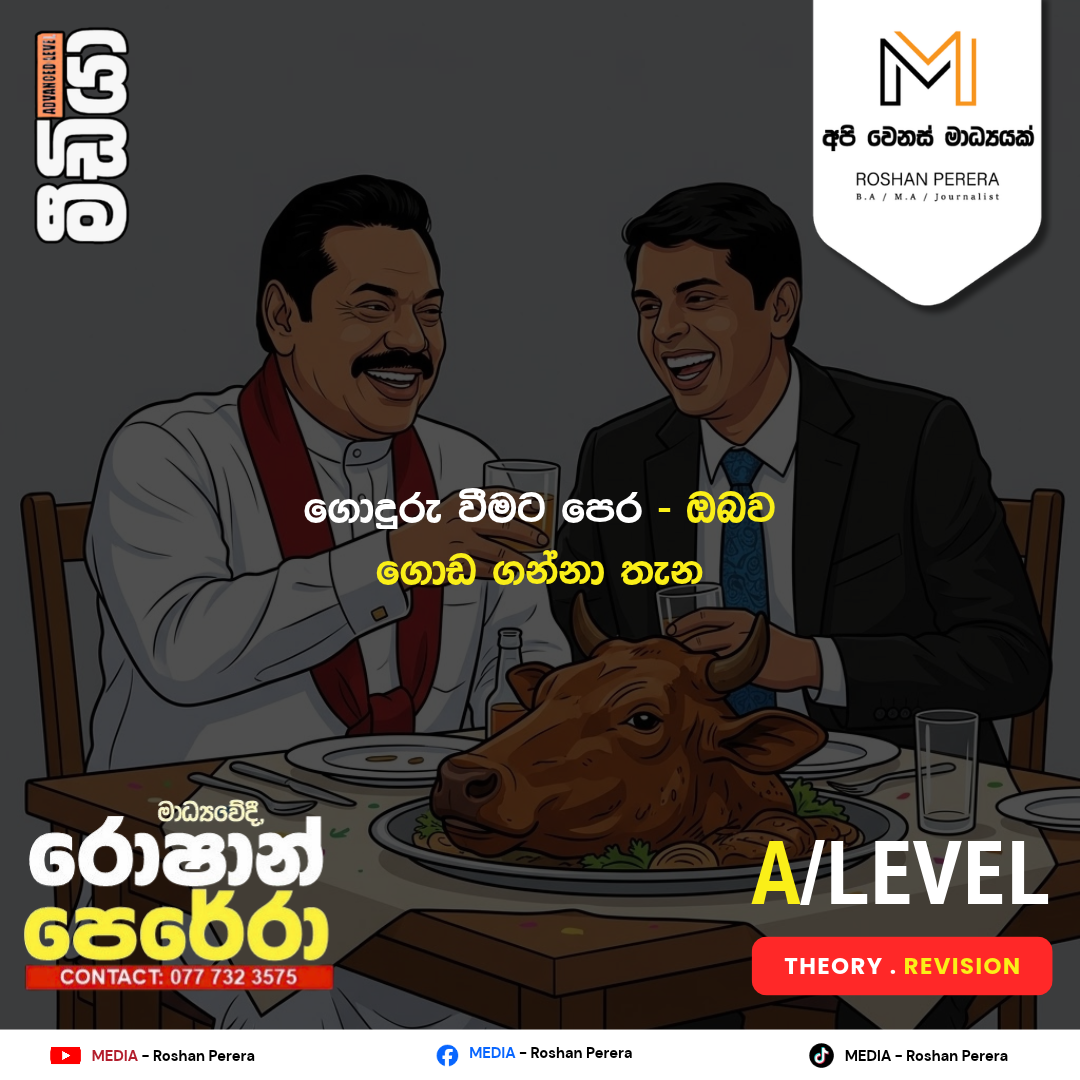 මීඩියා
ADVANCED LEVEL
අපි වෙනස් මාධ්‍යයක්
ROSHAN PERERA
B.A / M.A / Journalist
ගොදුරු වීමට පෙර - ඔබව
ගොඩ ගන්නා තැන
මාධ්‍යවේදී,
රොෂාන්
පෙරේරා
CONTACT: 077 732 3575
A/LEVEL
THEORY . REVISION
MEDIA - Roshan Perera
MEDIA - Roshan Perera
MEDIA - Roshan Perera